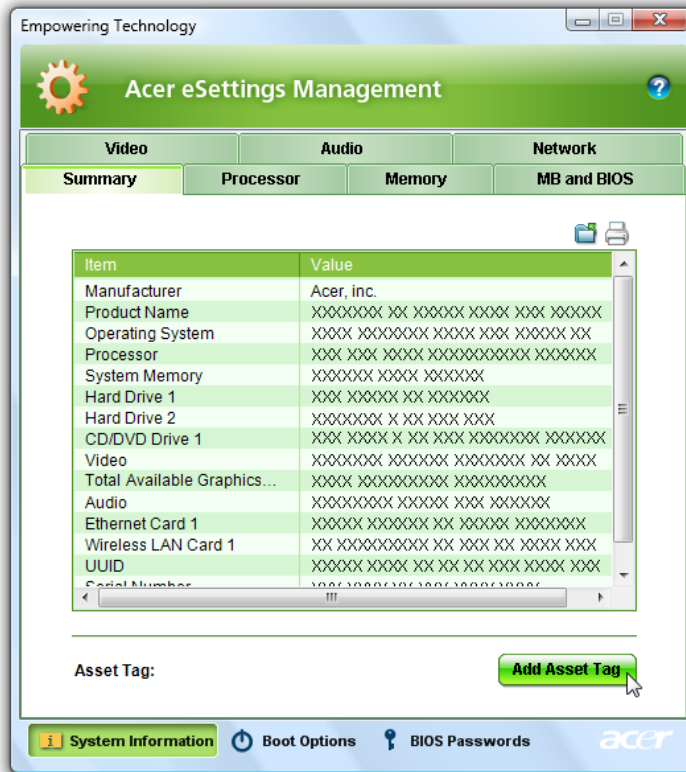 Empowering Technology
Acer eSettings Management
Video Audio Network
Summary Processor Memory MB and BIOS
Item Value
Manufacturer Acer, inc.
Product Name XXXXXXX XX XXXXX XXXX XXX XXXXX
Operating System XXXX XXXXXXX XXXX XXX XXXXX XX
Processor XXX XXX XXXX XXXXXXXXXXX XXXXXX
System Memory XXXXXX XXXX XXXXXX
Hard Drive 1 XXX XXXXX XX XXXXXX
Hard Drive 2 XXXXXXX X XX XXX XXX
CD/DVD Drive 1 XXX XXXX X XX XXX XXXXXXX XXXXXX
Video XXXXXXX XXXXXX XXXXXXX XX XXXX
Total Available Graphics... XXXX XXXXXXXXX XXXXXXXXX
Audio XXXXXXXX XXXXX XXX XXXXXX
Ethernet Card 1 XXXXX XXXXXX XX XXXXX XXXXXXX
Wireless LAN Card 1 XX XXXXXXXXX XX XXX XX XXXX XXX
UUID XXXXX XXXX XX XX XX XXX XXXX XXX
Serial Number
Asset Tag: Add Asset Tag
System Information Boot Options BIOS Passwords acer